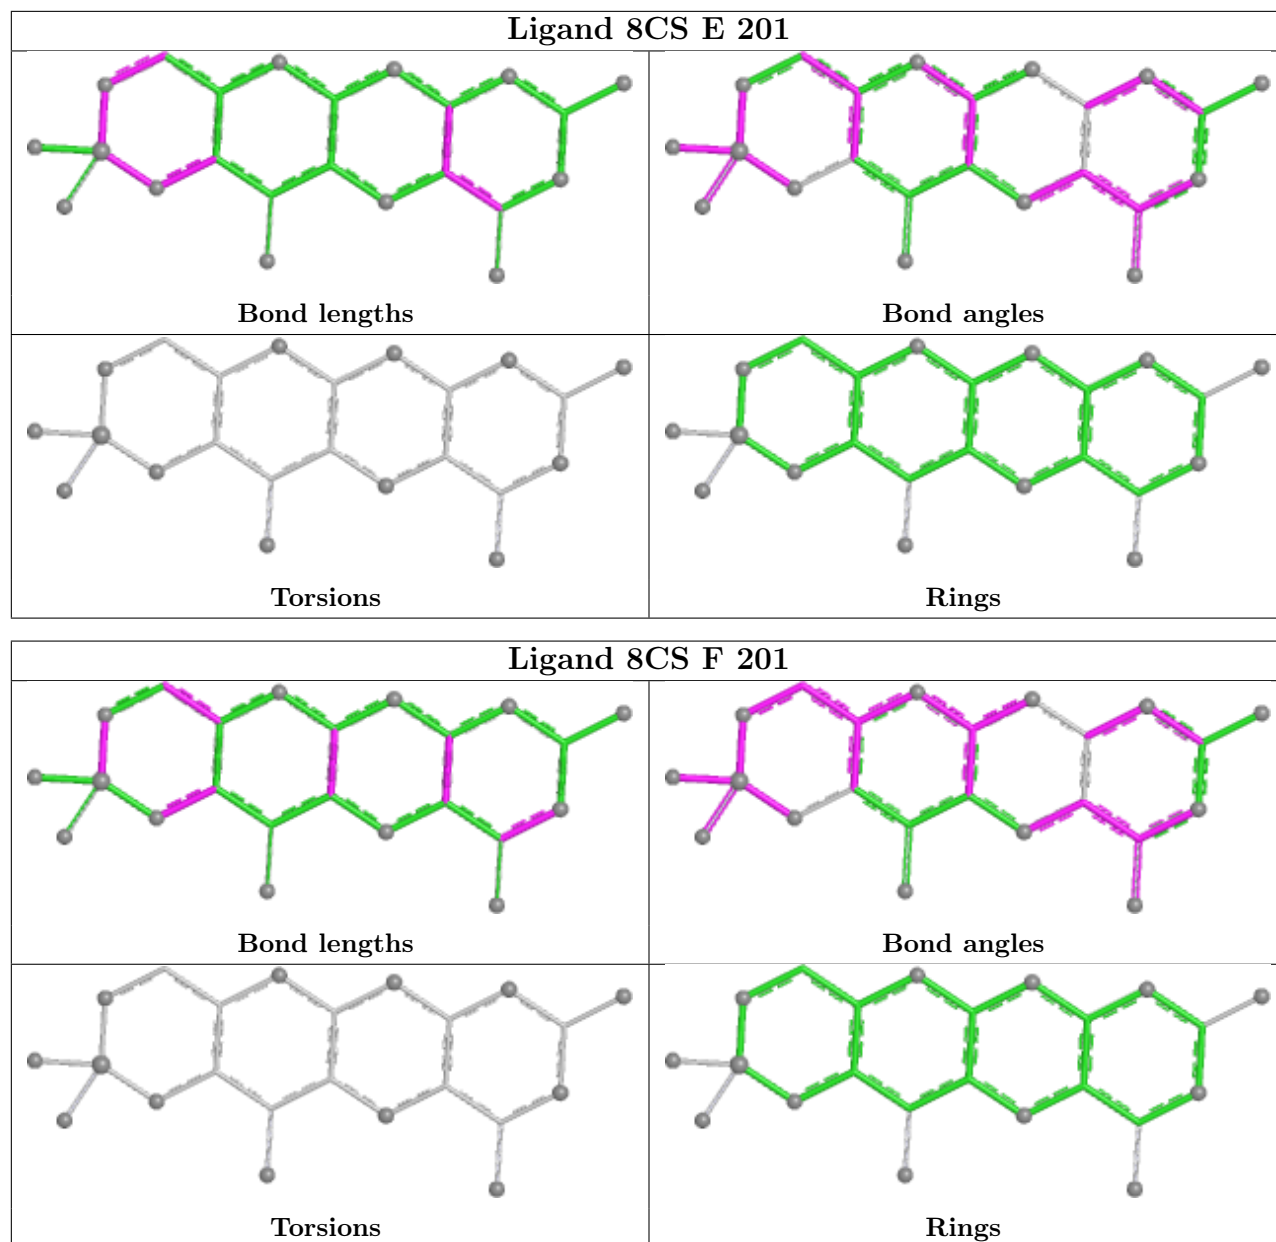 Ligand 8CS E 201
Bond lengths
Bond angles
Torsions
Rings
Ligand 8CS F 201
Bond lengths
Bond angles
Torsions
Rings